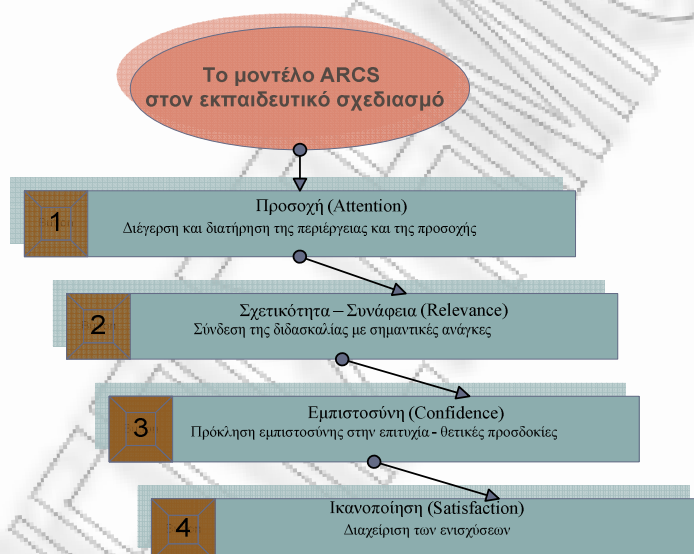 Το μοντέλο ARCS
στον εκπαιδευτικό σχεδιασμό
1
Προσοχή (Attention)
Διέγερση και διατήρηση της περιέργειας και της προσοχής
2
Σχετικότητα – Συνάφεια (Relevance)
Σύνδεση της διδασκαλίας με σημαντικές ανάγκες
3
Εμπιστοσύνη (Confidence)
Πρόκληση εμπιστοσύνης στην επιτυχία - θετικές προσδοκίες
4
Ικανοποίηση (Satisfaction)
Διαχείριση των ενισχύσεων